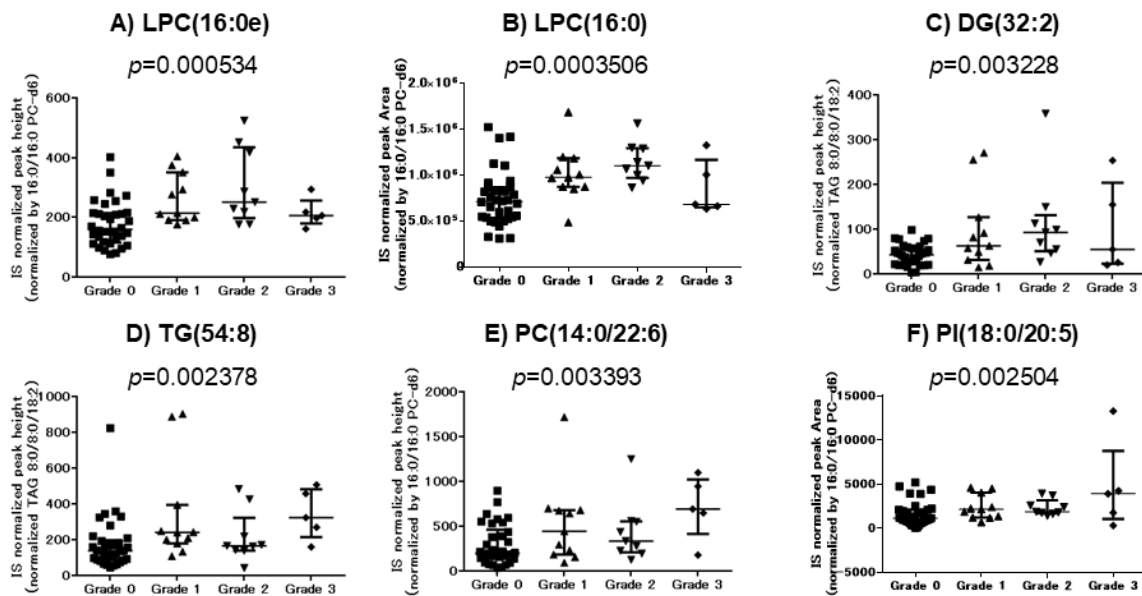 A) LPC(16:0e)
p=0.000534
IS normalized peak height
(normalized by 16:0/16:0 PC-d6)
600
400
200
0
Grade 0 Grade 1 Grade 2 Grade 3
B) LPC(16:0)
p=0.0003506
IS normalized peak Area
(normalized by 16:0/16:0 PC-d6)
2.0×10⁶
1.5×10⁶
1.0×10⁶
5.0×10⁵
0
Grade 0 Grade 1 Grade 2 Grade 3
C) DG(32:2)
p=0.003228
IS normalized peak height
(normalized TAG 8:0/8:0/18:2)
400
300
200
100
0
Grade 0 Grade 1 Grade 2 Grade 3
D) TG(54:8)
p=0.002378
IS normalized peak height
(normalized TAG 8:0/8:0/18:2)
1000
800
600
400
200
0
Grade 0 Grade 1 Grade 2 Grade 3
E) PC(14:0/22:6)
p=0.003393
IS normalized peak height
(normalized by 16:0/16:0 PC-d6)
2000
1500
1000
500
0
Grade 0 Grade 1 Grade 2 Grade 3
F) PI(18:0/20:5)
p=0.002504
IS normalized peak Area
(normalized by 16:0/16:0 PC-d6)
15000
10000
5000
0
-5000
Grade 0 Grade 1 Grade 2 Grade 3